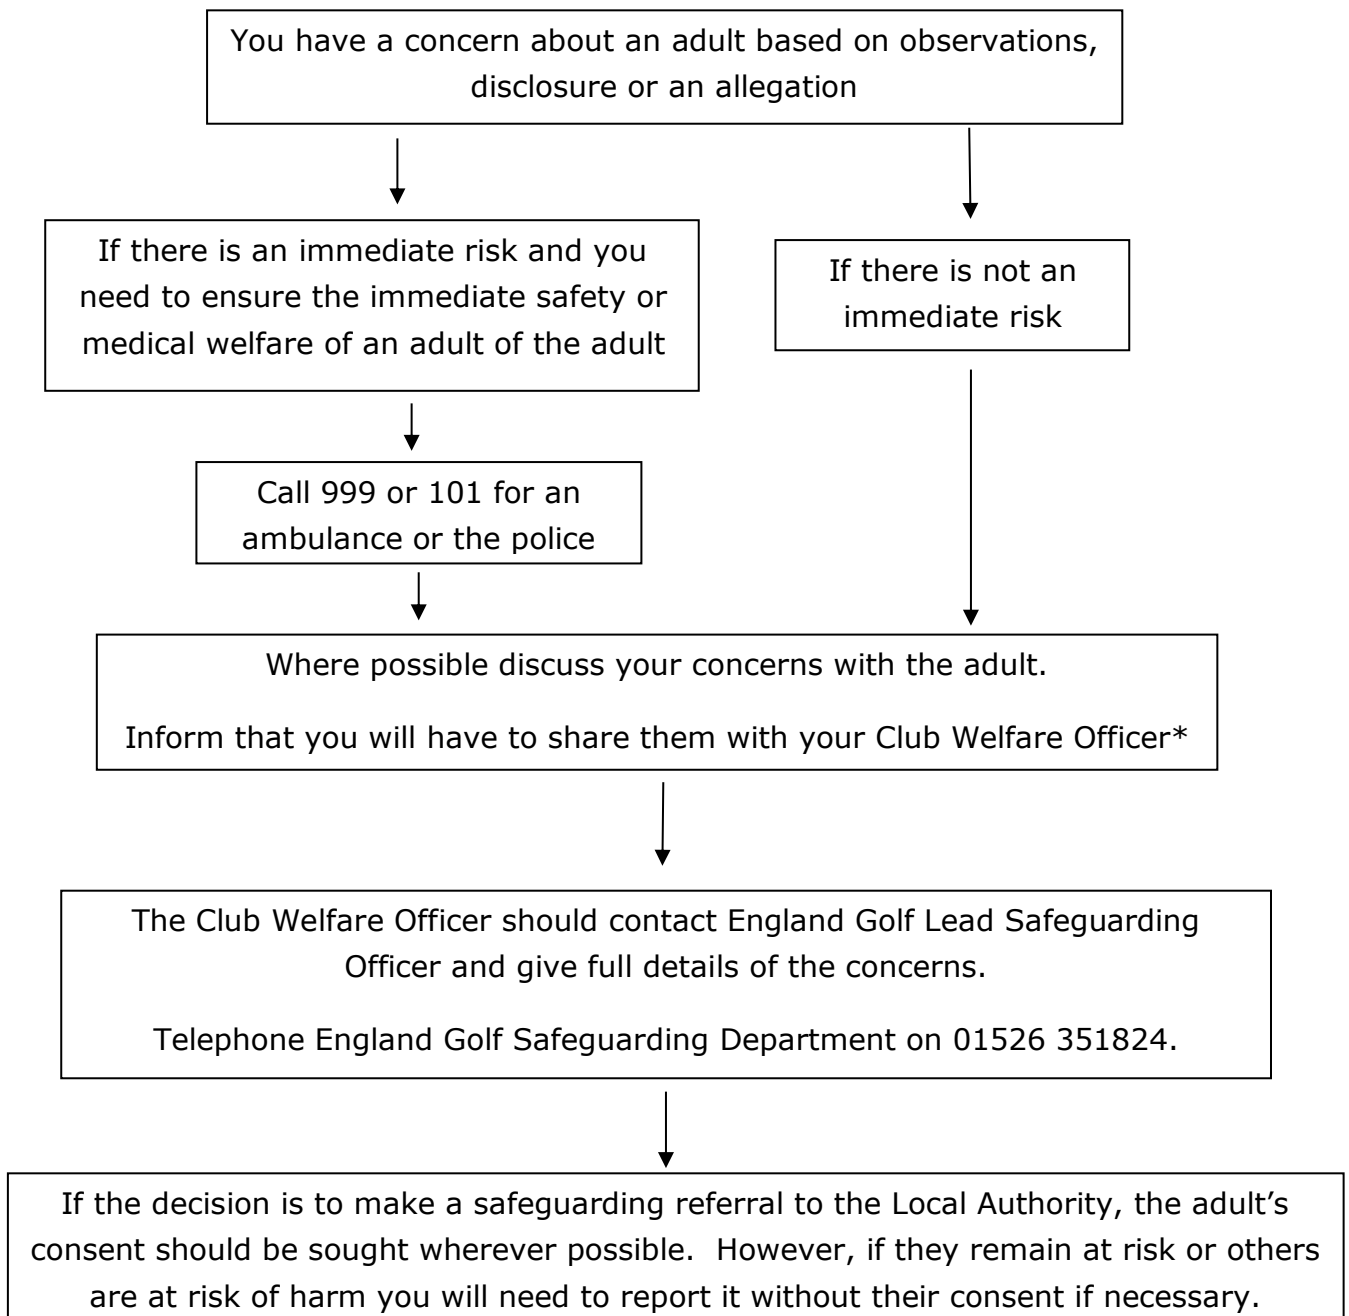 You have a concern about an adult based on observations,
disclosure or an allegation
If there is an immediate risk and you
need to ensure the immediate safety or
medical welfare of an adult of the adult
If there is not an
immediate risk
Call 999 or 101 for an
ambulance or the police
Where possible discuss your concerns with the adult.
Inform that you will have to share them with your Club Welfare Officer*
The Club Welfare Officer should contact England Golf Lead Safeguarding
Officer and give full details of the concerns.
Telephone England Golf Safeguarding Department on 01526 351824.
If the decision is to make a safeguarding referral to the Local Authority, the adult’s
consent should be sought wherever possible.  However, if they remain at risk or others
are at risk of harm you will need to report it without their consent if necessary.